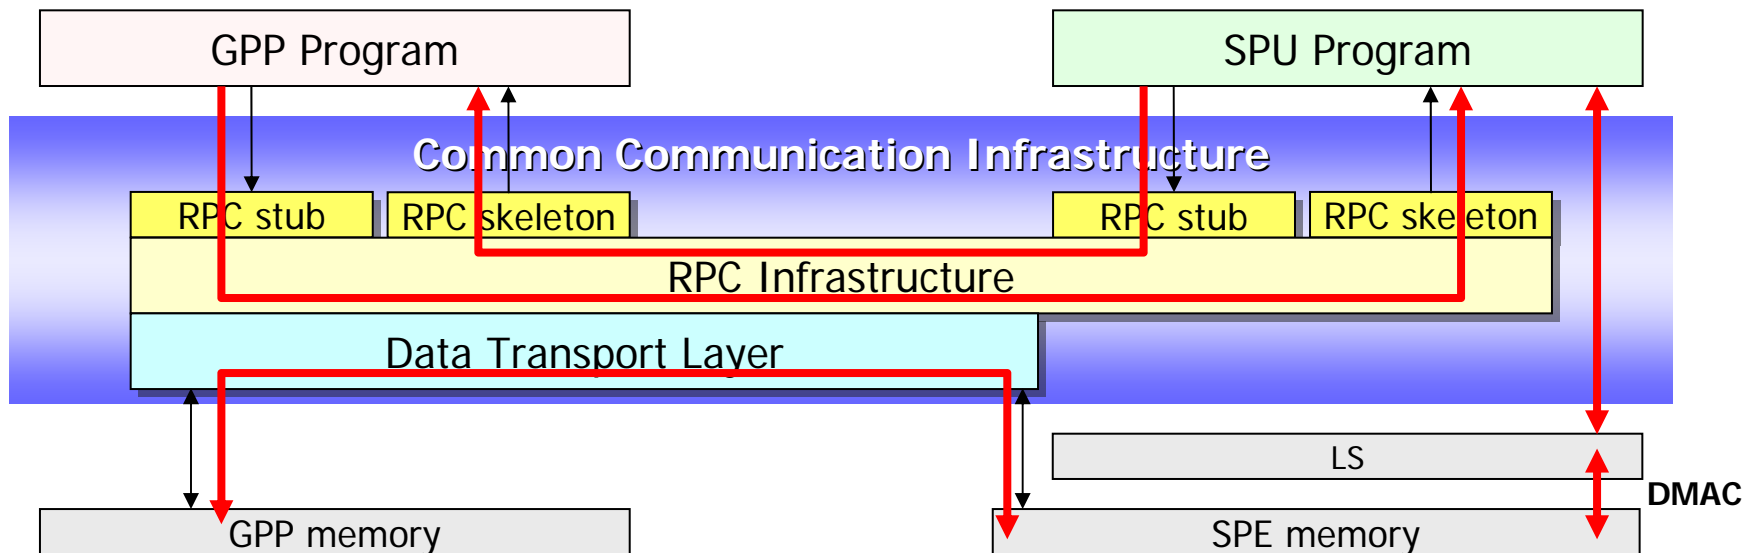 GPP Program
SPU Program
Common Communication Infrastructure
RPC stub
RPC skeleton
RPC stub
RPC skeleton
RPC Infrastructure
Data Transport Layer
LS
DMAC
GPP memory
SPE memory